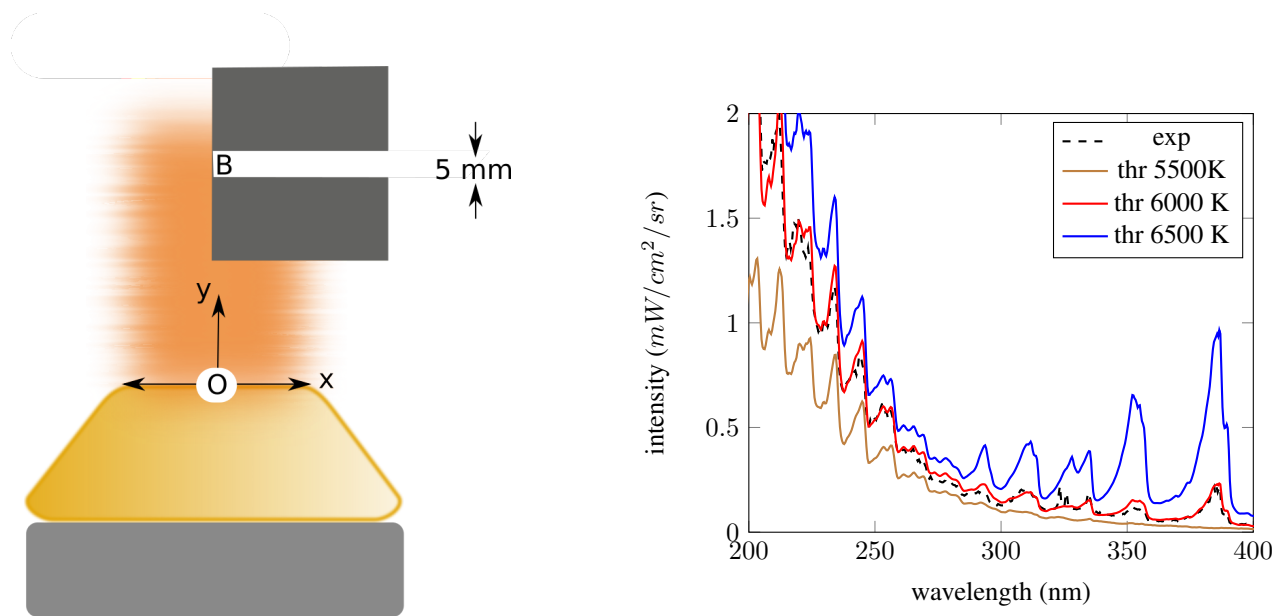 B
5 mm
y
O
x
2
1.5
1
0.5
0
200
250
300
350
400
intensity (mW/cm²/sr)
wavelength (nm)
exp
thr 5500K
thr 6000 K
thr 6500 K